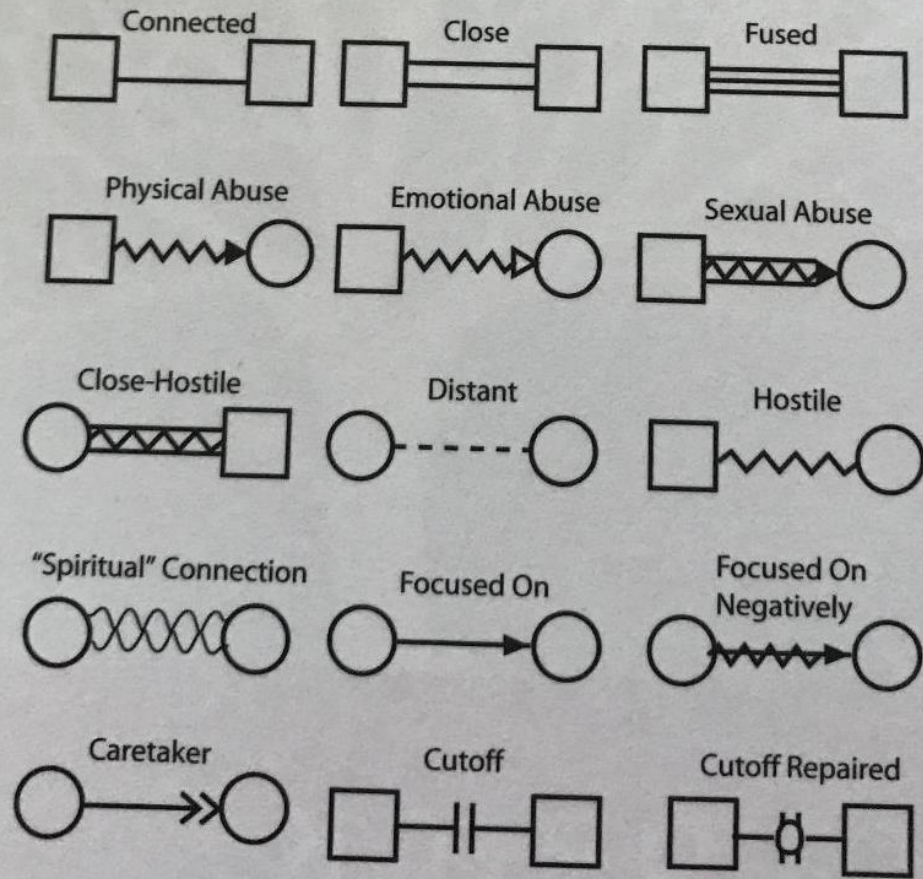 Connected
Close
Fused
Physical Abuse
Emotional Abuse
Sexual Abuse
Close-Hostile
Distant
Hostile
"Spiritual" Connection
Focused On
Focused On
Negatively
Caretaker
Cutoff
Cutoff Repaired